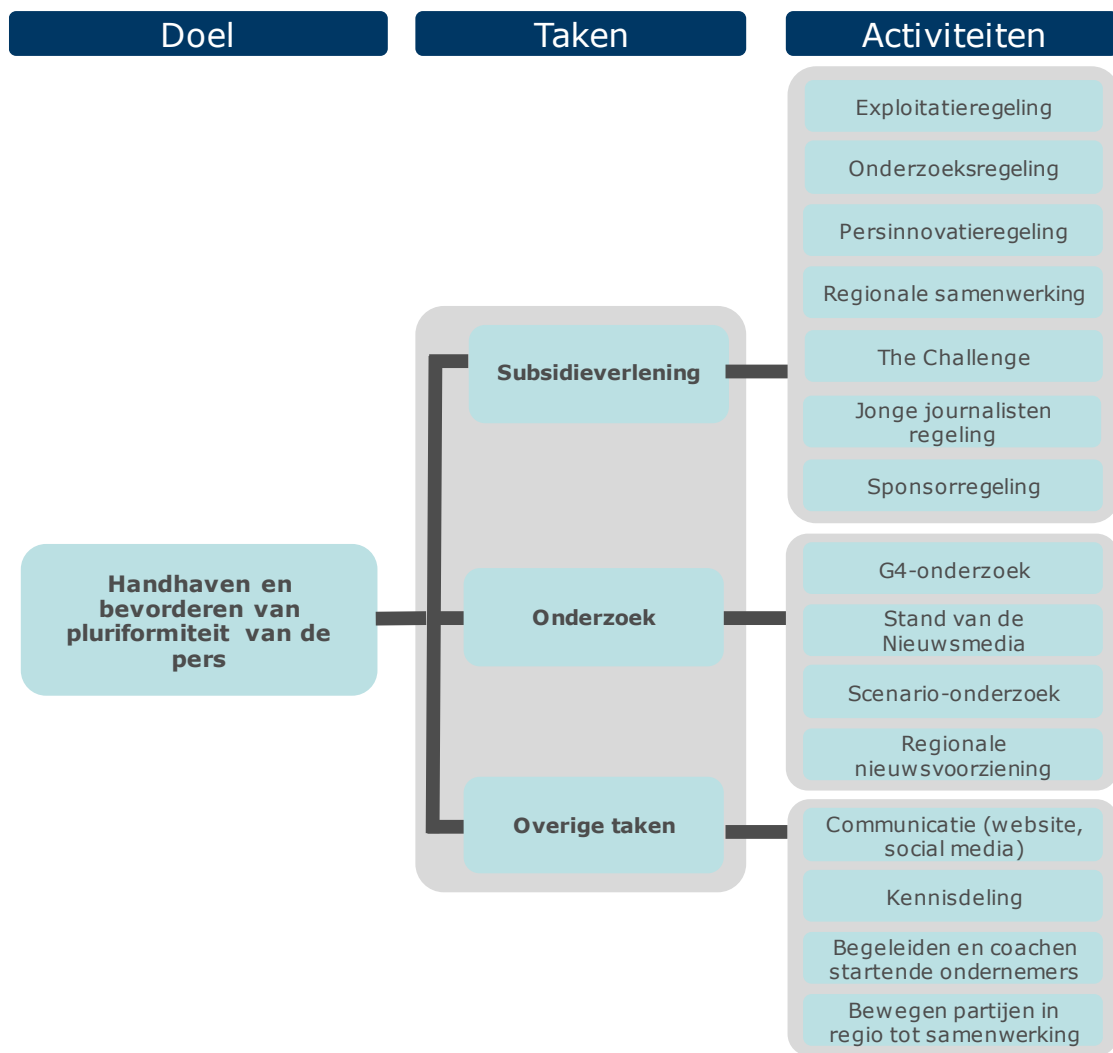 Doel
Taken
Activiteiten
Handhaven en
bevorderen van
pluriformiteit van de
pers
Subsidieverlening
Onderzoek
Overige taken
Exploitatieregeling
Onderzoeksregeling
Persinnovatieregeling
Regionale samenwerking
The Challenge
Jonge journalisten
regeling
Sponsorregeling
G4-onderzoek
Stand van de
Nieuwsmedia
Scenario-onderzoek
Regionale
nieuwsvoorziening
Communicatie (website,
social media)
Kennisdeling
Begeleiden en coachen
startende ondernemers
Bewegen partijen in
regio tot samenwerking